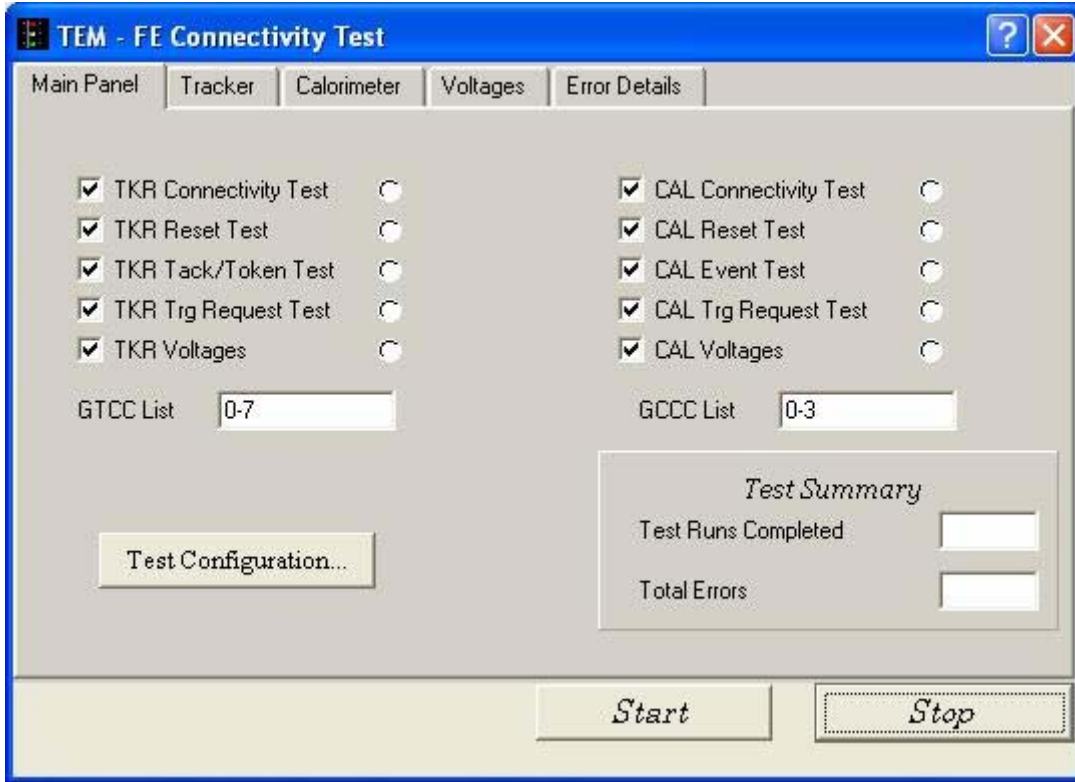 TEM - FE Connectivity Test
Main Panel
Tracker
Calorimeter
Voltages
Error Details
TKR Connectivity Test
TKR Reset Test
TKR Tack/Token Test
TKR Trg Request Test
TKR Voltages
GTCC List
0-7
CAL Connectivity Test
CAL Reset Test
CAL Event Test
CAL Trg Request Test
CAL Voltages
GCCC List
0-3
Test Configuration...
Test Summary
Test Runs Completed
Total Errors
Start
Stop